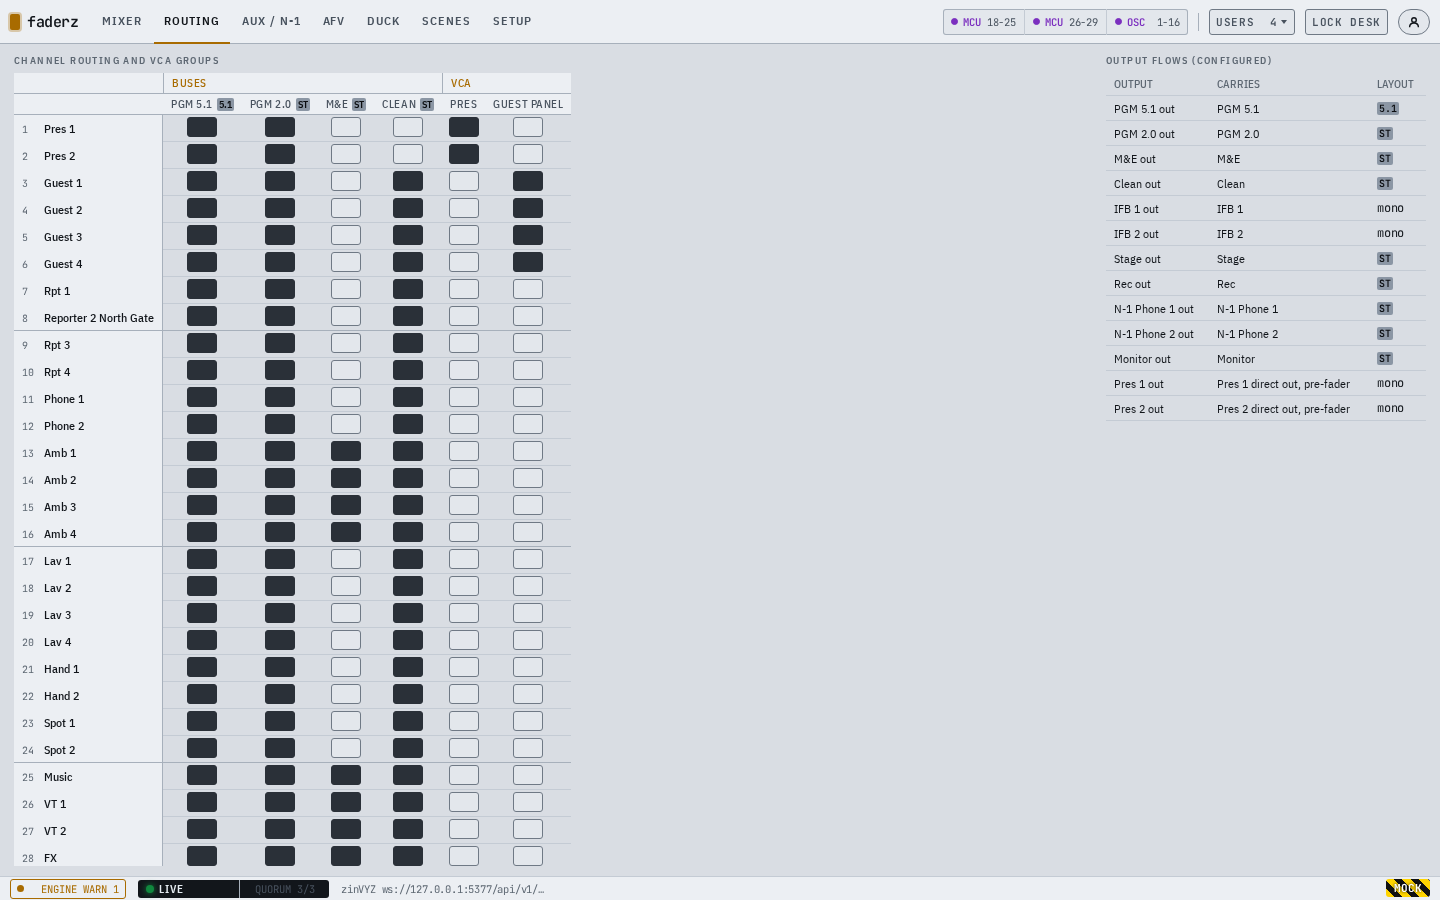 faderz MIXER ROUTING AUX / N-1 AFV DUCK SCENES SETUP MCU 18-25 MCU 26-29 OSC 1-16 USERS 4 LOCK DESK
CHANNEL ROUTING AND VCA GROUPS
BUSES VCA
PGM 5.1 5.1 PGM 2.0 ST M&E ST CLEAN ST PRES GUEST PANEL
1 Pres 1
2 Pres 2
3 Guest 1
4 Guest 2
5 Guest 3
6 Guest 4
7 Rpt 1
8 Reporter 2 North Gate
9 Rpt 3
10 Rpt 4
11 Phone 1
12 Phone 2
13 Amb 1
14 Amb 2
15 Amb 3
16 Amb 4
17 Lav 1
18 Lav 2
19 Lav 3
20 Lav 4
21 Hand 1
22 Hand 2
23 Spot 1
24 Spot 2
25 Music
26 VT 1
27 VT 2
28 FX
OUTPUT FLOWS (CONFIGURED)
OUTPUT CARRIES LAYOUT
PGM 5.1 out PGM 5.1 5.1
PGM 2.0 out PGM 2.0 ST
M&E out M&E ST
Clean out Clean ST
IFB 1 out IFB 1 mono
IFB 2 out IFB 2 mono
Stage out Stage ST
Rec out Rec ST
N-1 Phone 1 out N-1 Phone 1 ST
N-1 Phone 2 out N-1 Phone 2 ST
Monitor out Monitor ST
Pres 1 out Pres 1 direct out, pre-fader mono
Pres 2 out Pres 2 direct out, pre-fader mono
ENGINE WARN 1 LIVE QUORUM 3/3 zinVYZ ws://127.0.0.1:5377/api/v1/… MOCK